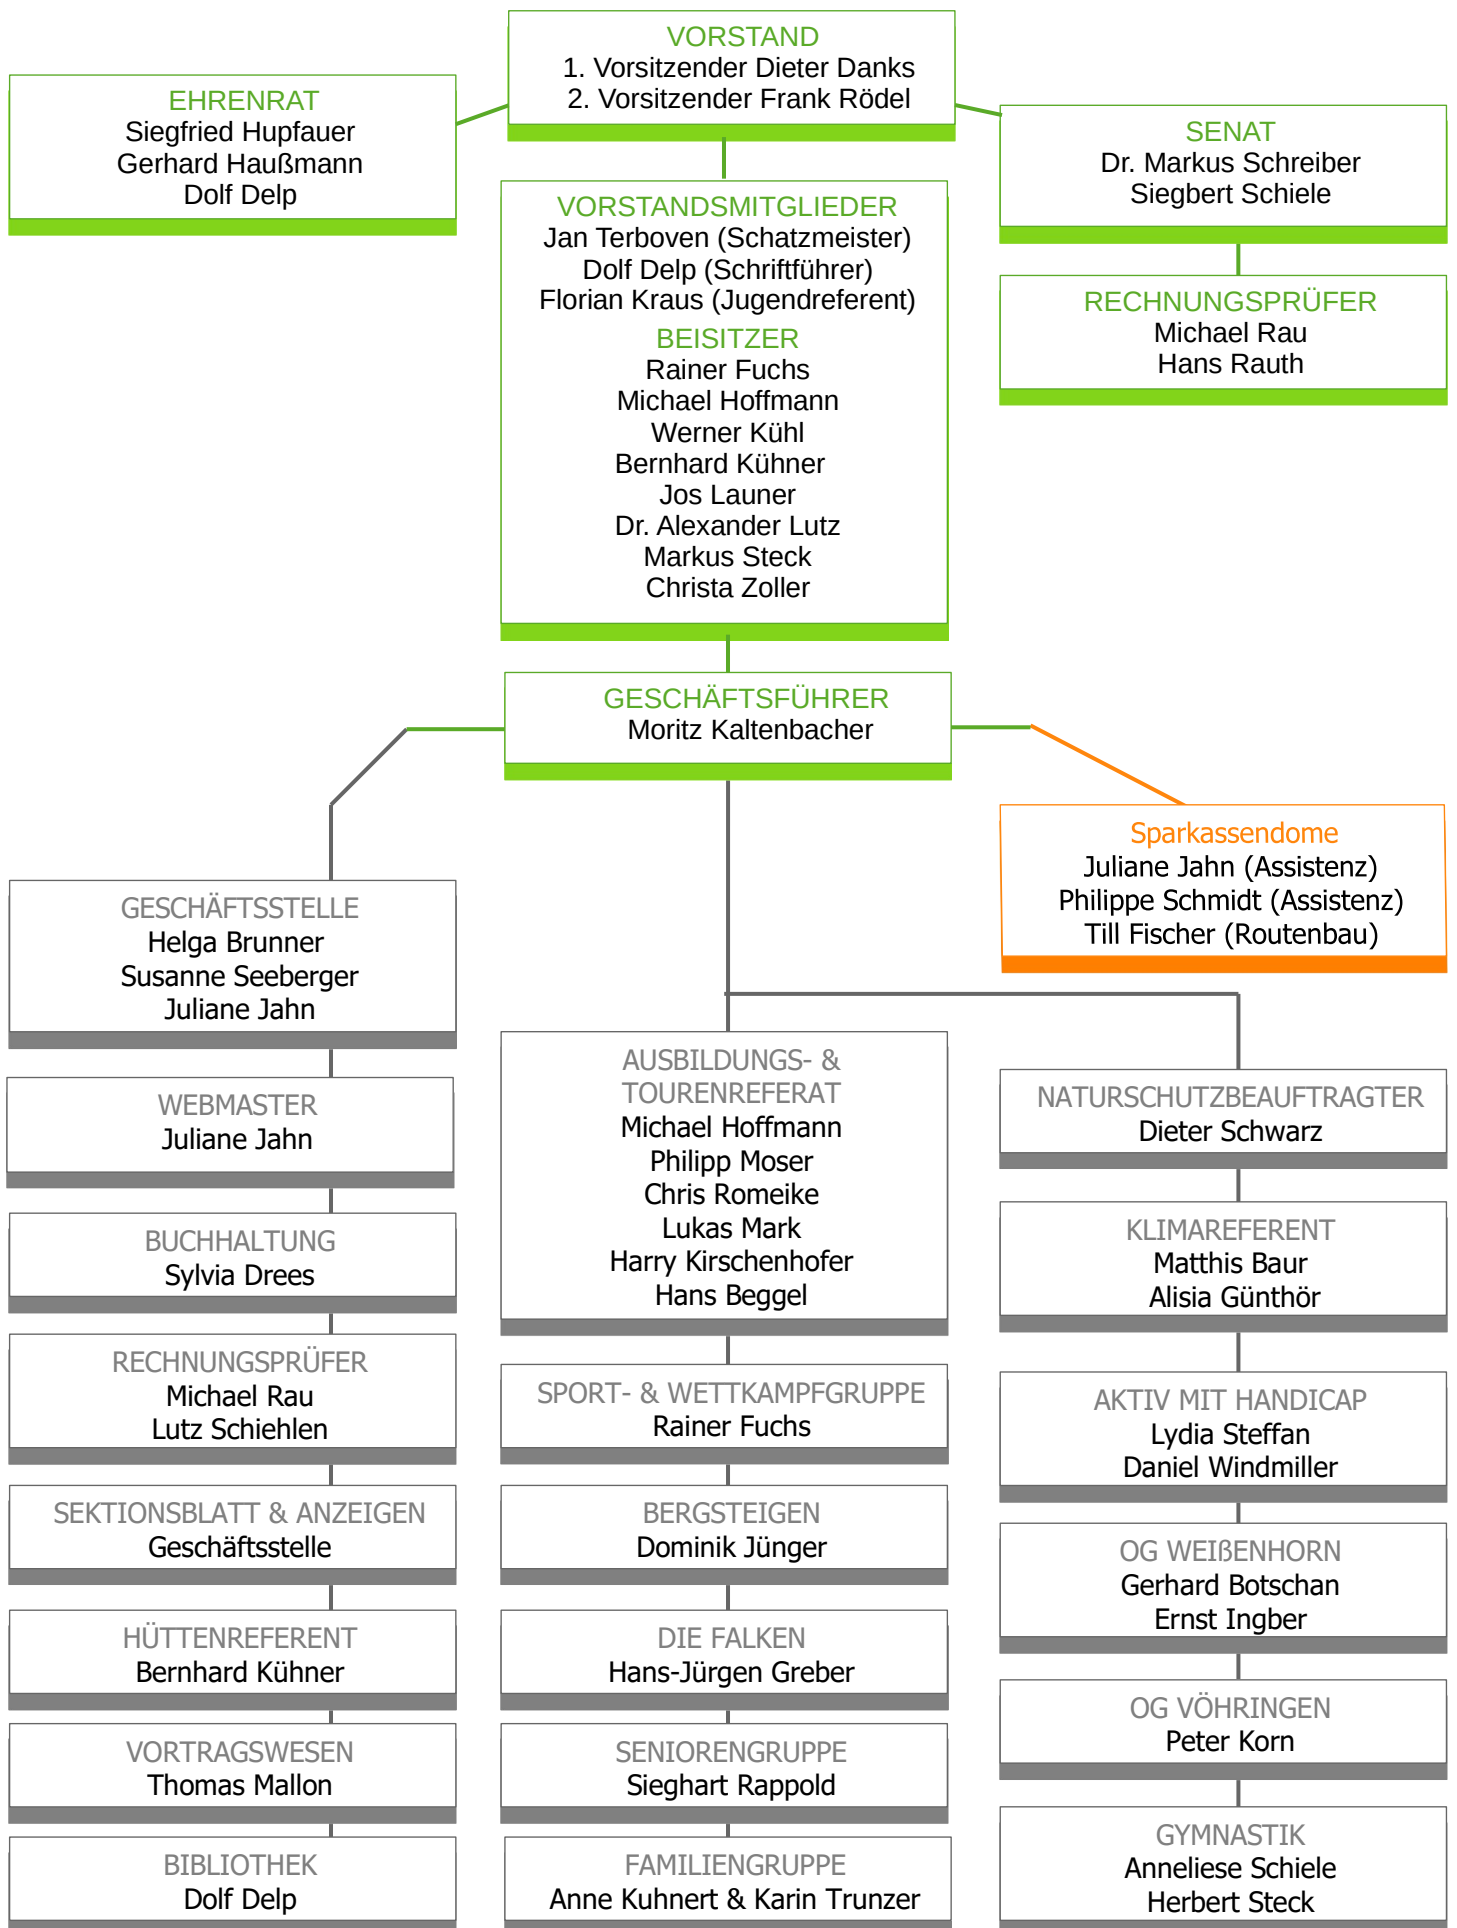 VORSTAND
1. Vorsitzender Dieter Danks
2. Vorsitzender Frank Rödel
EHRENRAT
Siegfried Hupfauer
Gerhard Haußmann
Dolf Delp
SENAT
Dr. Markus Schreiber
Siegbert Schiele
VORSTANDSMITGLIEDER
Jan Terboven (Schatzmeister)
Dolf Delp (Schriftführer)
Florian Kraus (Jugendreferent)
BEISITZER
Rainer Fuchs
Michael Hoffmann
Werner Kühl
Bernhard Kühner
Jos Launer
Dr. Alexander Lutz
Markus Steck
Christa Zoller
RECHNUNGSPRÜFER
Michael Rau
Hans Rauth
GESCHÄFTSFÜHRER
Moritz Kaltenbacher
Sparkassendome
Juliane Jahn (Assistenz)
Philippe Schmidt (Assistenz)
Till Fischer (Routenbau)
GESCHÄFTSSTELLE
Helga Brunner
Susanne Seeberger
Juliane Jahn
WEBMASTER
Juliane Jahn
BUCHHALTUNG
Sylvia Drees
RECHNUNGSPRÜFER
Michael Rau
Lutz Schiehlen
SEKTIONSBLATT & ANZEIGEN
Geschäftsstelle
HÜTTENREFERENT
Bernhard Kühner
VORTRAGSWESEN
Thomas Mallon
BIBLIOTHEK
Dolf Delp
AUSBILDUNGS- &
TOURENREFERAT
Michael Hoffmann
Philipp Moser
Chris Romeike
Lukas Mark
Harry Kirschenhofer
Hans Beggel
SPORT- & WETTKAMPFGRUPPE
Rainer Fuchs
BERGSTEIGEN
Dominik Jünger
DIE FALKEN
Hans-Jürgen Greber
SENIORENGRUPPE
Sieghart Rappold
FAMILIENGRUPPE
Anne Kuhnert & Karin Trunzer
NATURSCHUTZBEAUFTRAGTER
Dieter Schwarz
KLIMAREFERENT
Matthis Baur
Alisia Günthör
AKTIV MIT HANDICAP
Lydia Steffan
Daniel Windmiller
OG WEIßENHORN
Gerhard Botschan
Ernst Ingber
OG VÖHRINGEN
Peter Korn
GYMNASTIK
Anneliese Schiele
Herbert Steck